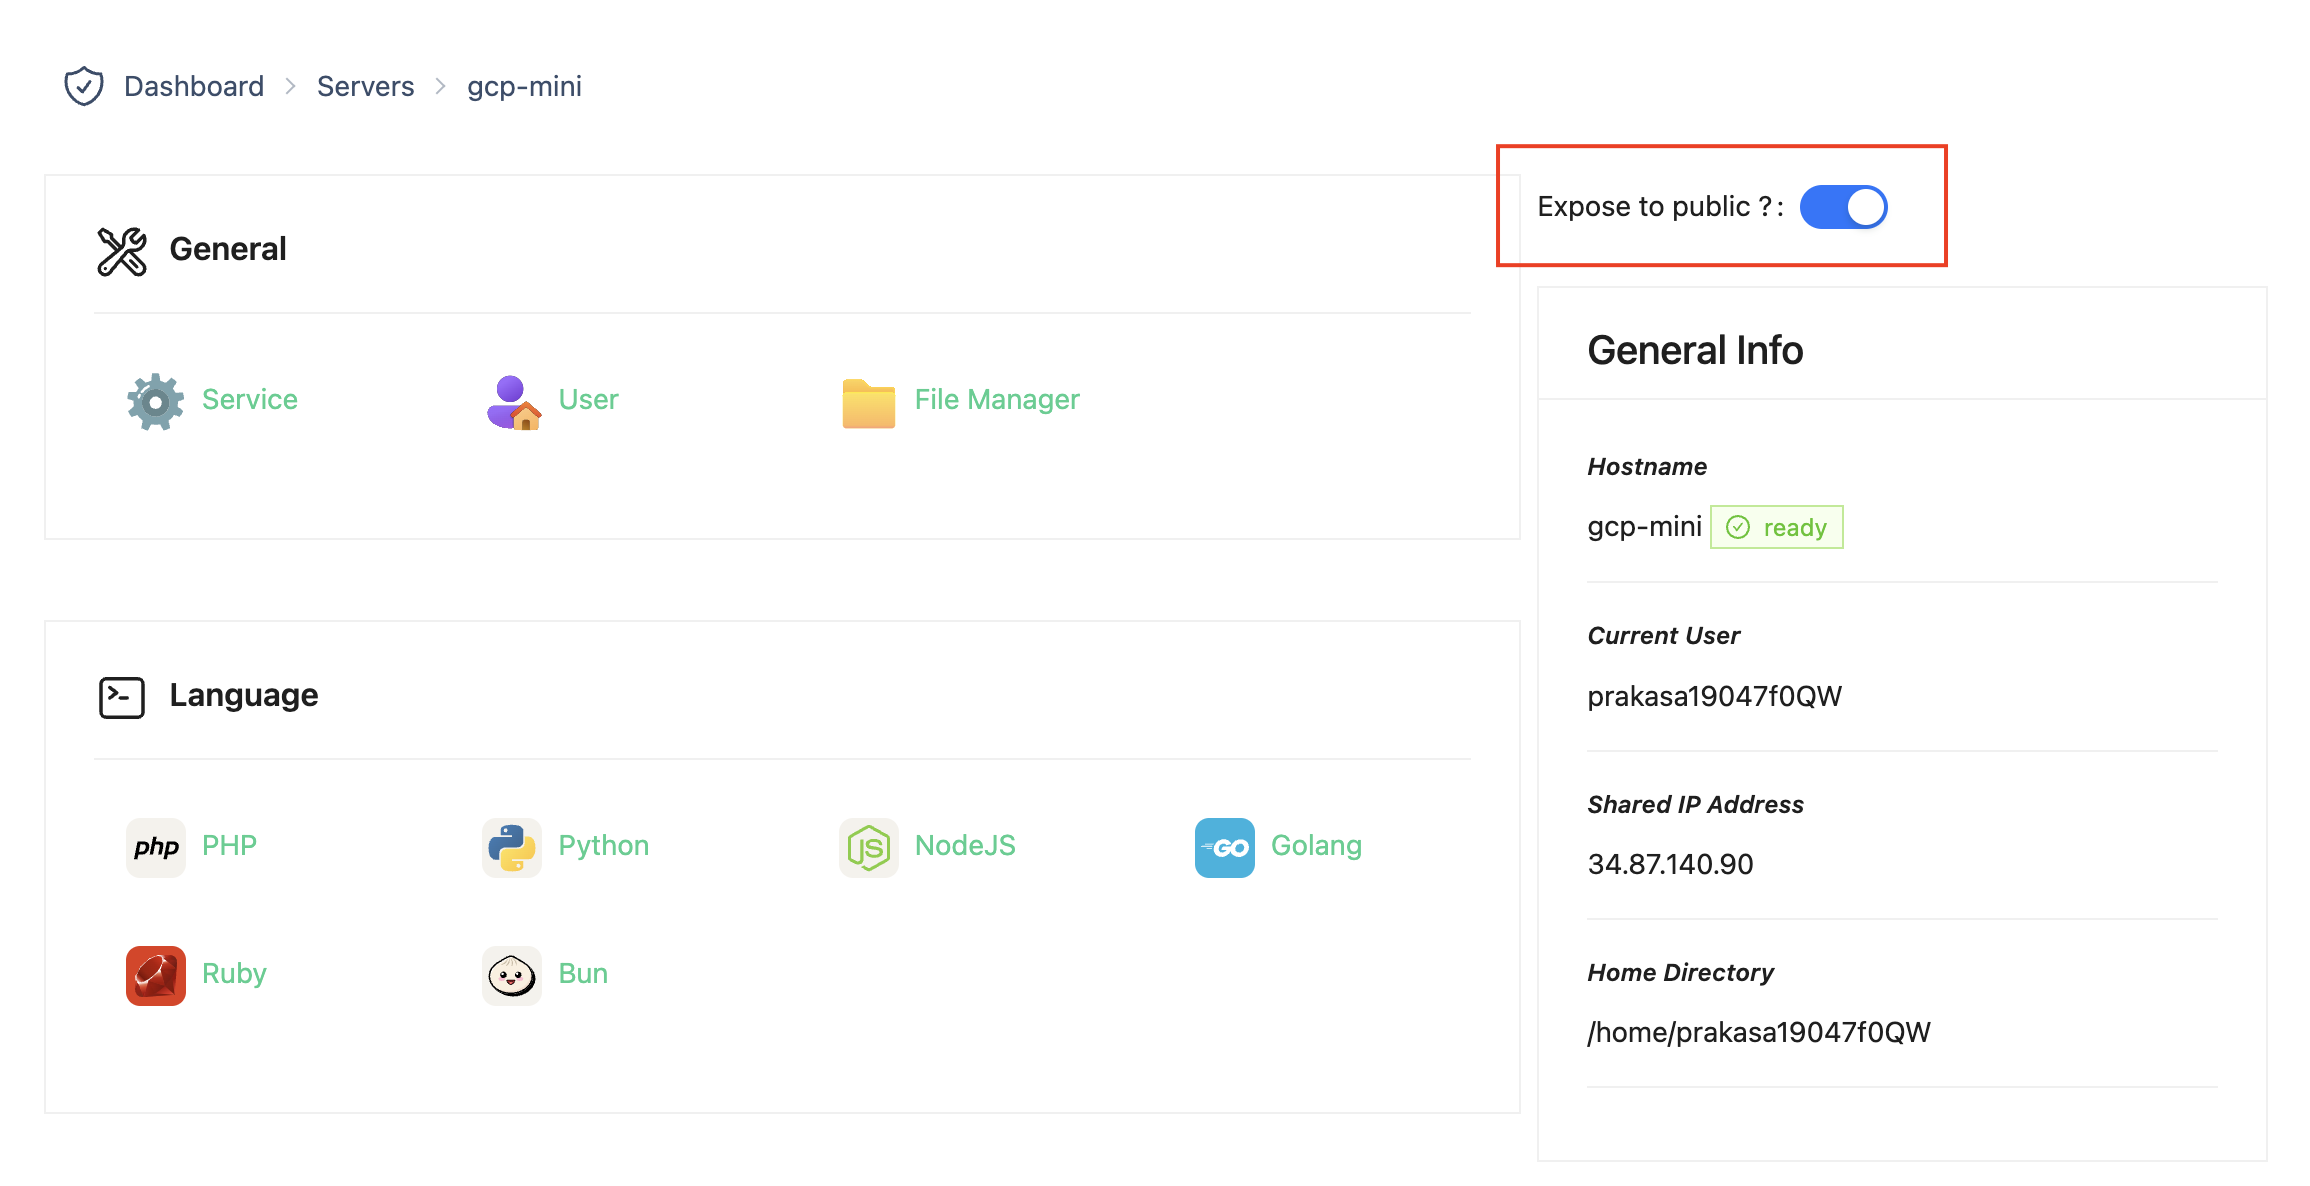 Dashboard > Servers > gcp-mini
Expose to public ? :
General
Service
User
File Manager
Language
php PHP
Python
JS NodeJS
GO Golang
Ruby
Bun
General Info
Hostname
gcp-mini ready
Current User
prakasa19047f0QW
Shared IP Address
34.87.140.90
Home Directory
/home/prakasa19047f0QW